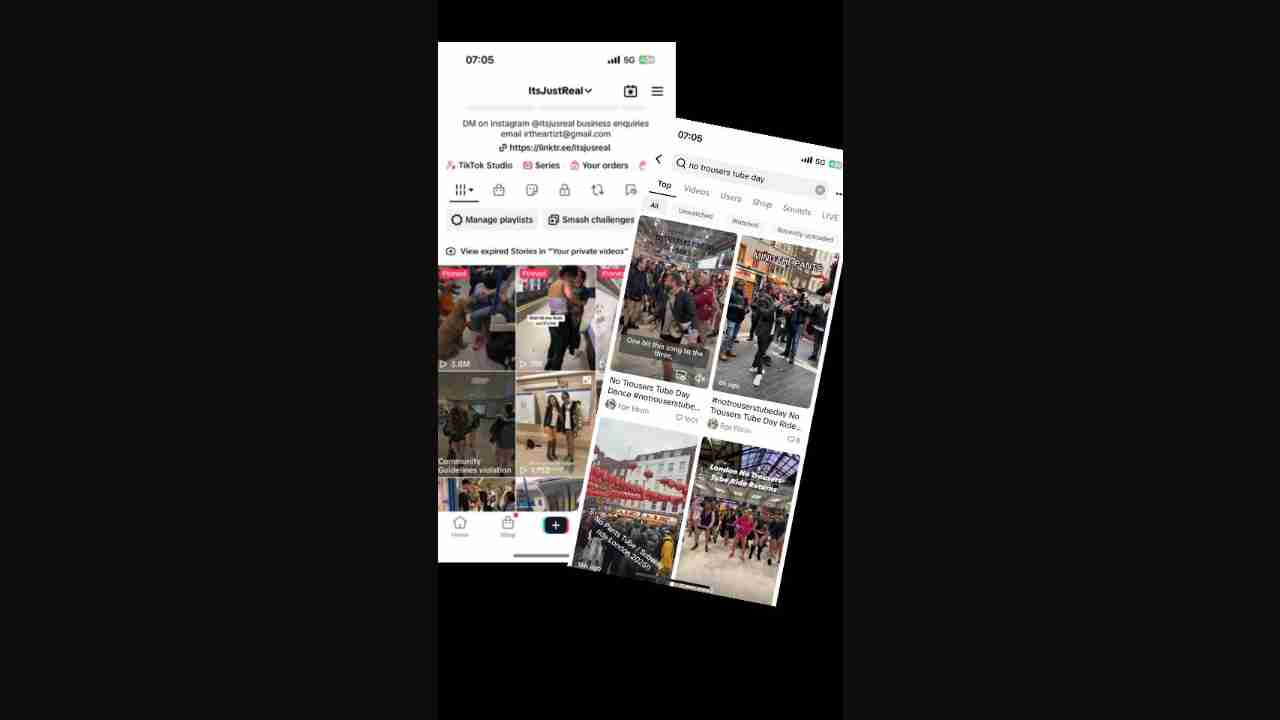 07:05
5G
ItsJustReal
DM on Instagram @itsjusreal business enquiries
email irtheartizt@gmail.com
https://linktr.ee/itsjusreal
TikTok Studio
Series
Your orders
Manage playlists
Smash challenges
View expired Stories in "Your private videos"
Pinned
Pinned
Pinned
3.8M
Community
Guidelines violation
1,752
Home
Shop
07:05
5G
no trousers tube day
Top
Videos
Users
Shop
Sounds
LIVE
All
Unwatched
Watched
Recently uploaded
MIND THE PANTS
One bit this song to the
three,
No Trousers Tube Day
Dance #notrouserstube...
6h ago
#notrouserstubeday No
Trousers Tube Day Ride...
London No Trousers
Tube Ride Returns
No Pants Tube / Subway
ride London 2025!!